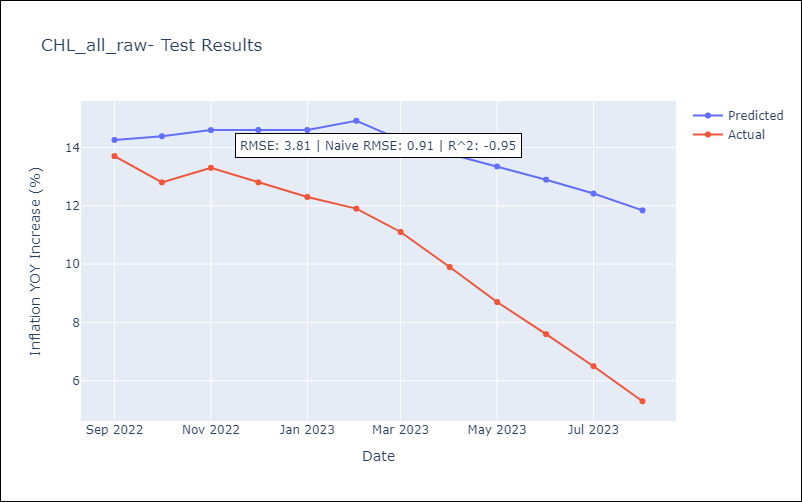 CHL_all_raw- Test Results
Predicted
Actual
RMSE: 3.81 | Naive RMSE: 0.91 | R^2: -0.95
Inflation YOY Increase (%)
14
12
10
8
6
Sep 2022 Nov 2022 Jan 2023 Mar 2023 May 2023 Jul 2023
Date